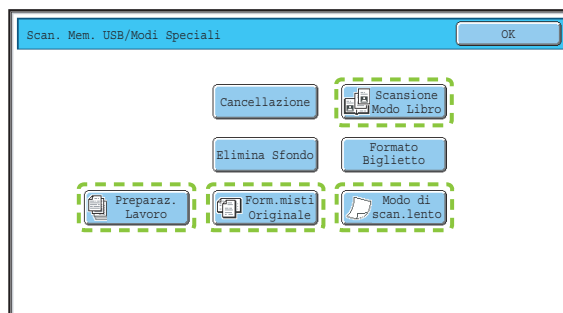 Scan. Mem. USB/Modi Speciali
OK
Cancellazione
Scansione
Modo Libro
Elimina Sfondo
Formato
Biglietto
Preparaz.
Lavoro
Form.misti
Originale
Modo di
scan.lento